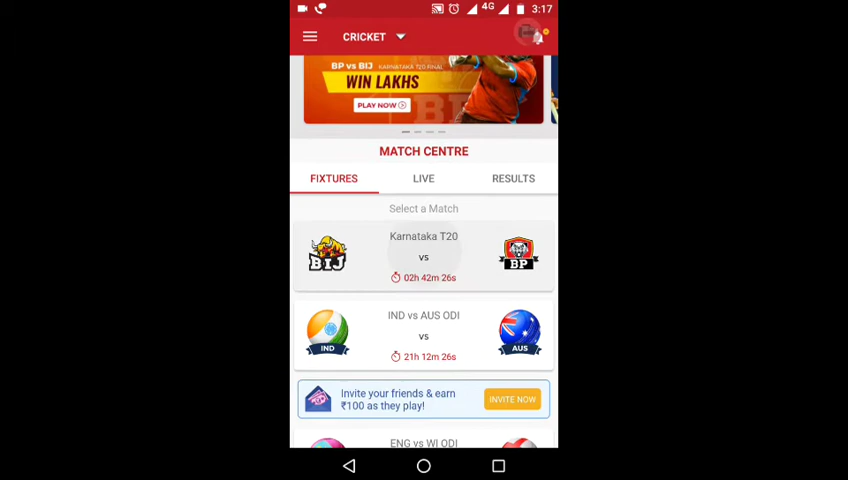 4G 3:17
CRICKET
BP vs BIJ KARNATAKA T20 FINAL
WIN LAKHS
PLAY NOW
BP
MATCH CENTRE
FIXTURES LIVE RESULTS
Select a Match
Karnataka T20
BIJ vs BP
02h 42m 26s
IND vs AUS ODI
vs
IND AUS
21h 12m 26s
Invite your friends & earn
₹100 as they play!
INVITE NOW
ENG vs WI ODI